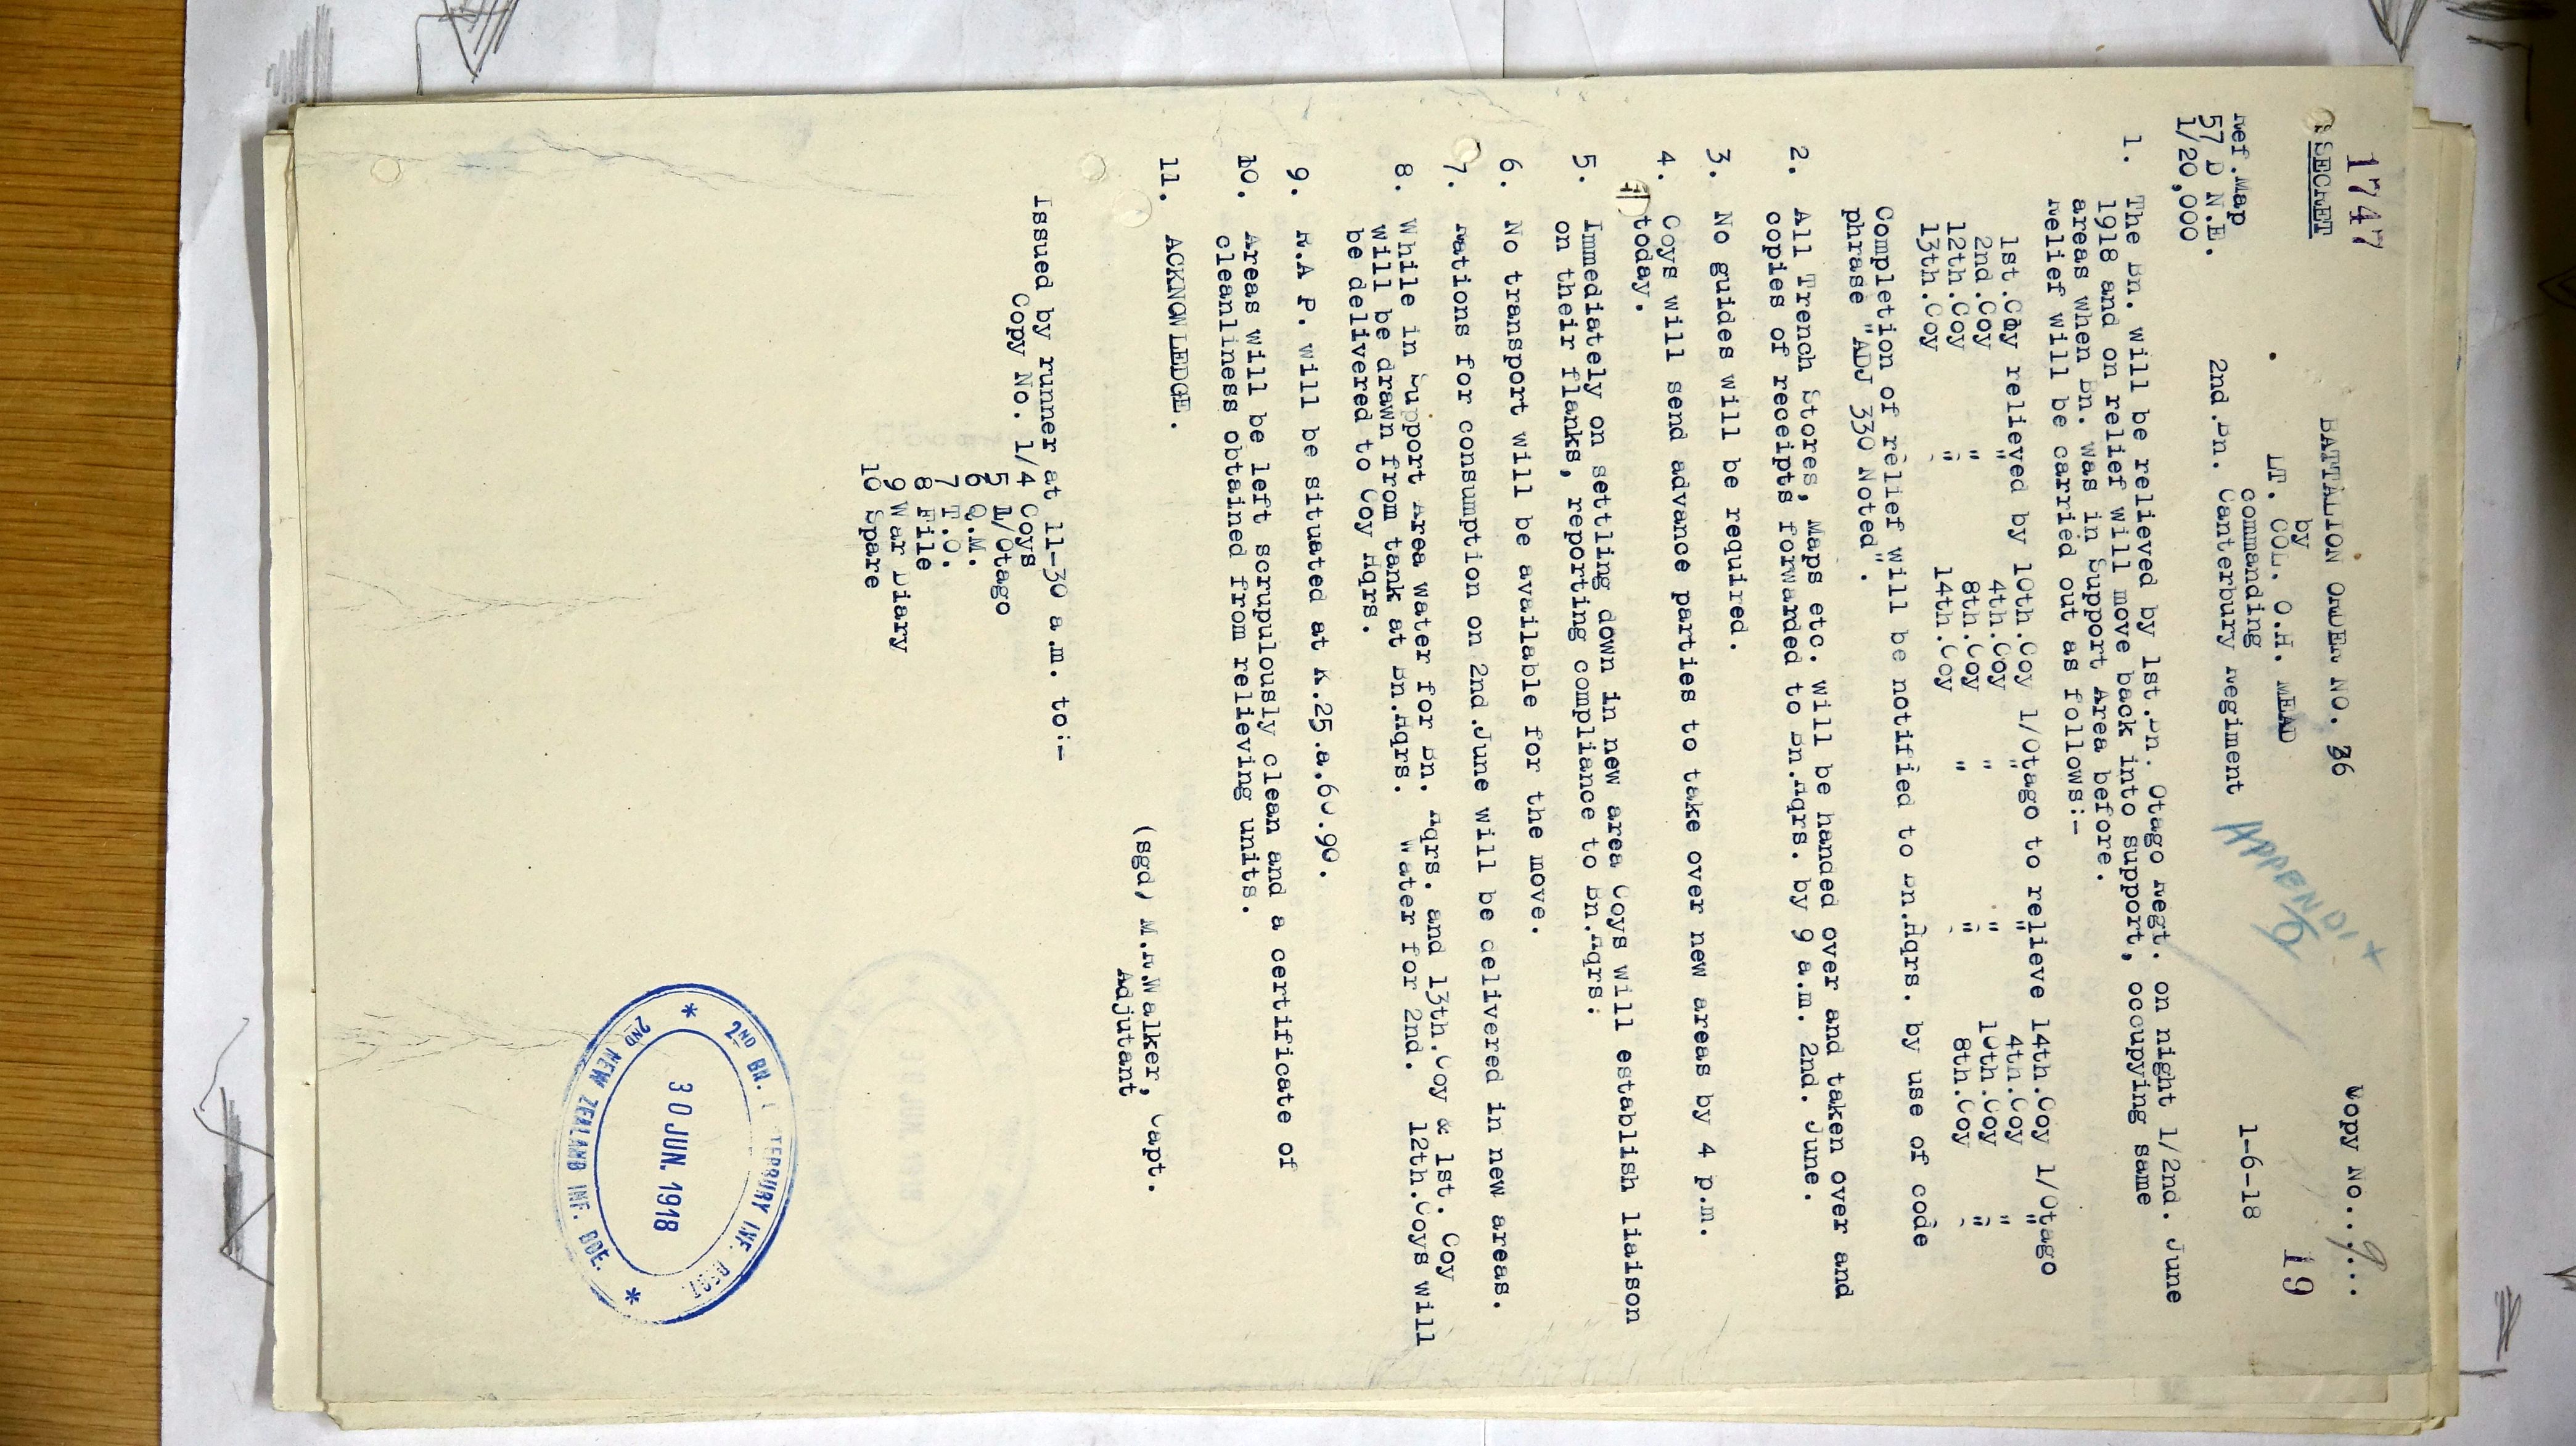 1747
SECRET
BATTALION ORDER NO. 36
Copy No....9...
by
LT. COL. O.H. MEAD
19
Ref.Map
commanding
57 D N.E.
2nd.Bn. Canterbury Regiment
1-6-18
1/20,000
APPENDIX
1. The Bn. will be relieved by 1st.Bn. Otago Regt. on night 1/2nd. June
1918 and on relief will move back into support, occupying same
areas when Bn. was in Support Area before.
Relief will be carried out as follows:-
1st.Coy relieved by 10th.Coy 1/Otago to relieve 14th.Coy 1/Otago
2nd.Coy " 4th.Coy " " 4th.Coy "
12th.Coy " 8th.Coy " " 10th.Coy "
13th.Coy " 14th.Coy " " 8th.Coy "
Completion of relief will be notified to Bn.Hqrs. by use of code
phrase "ADJ 330 Noted".
2. All Trench Stores, Maps etc. will be handed over and taken over and
copies of receipts forwarded to Bn.Hqrs. by 9 a.m. 2nd. June.
3. No guides will be required.
4. Coys will send advance parties to take over new areas by 4 p.m.
today.
5. Immediately on settling down in new area Coys will establish liaison
on their flanks, reporting compliance to Bn.Hqrs:
6. No transport will be available for the move.
7. Rations for consumption on 2nd.June will be delivered in new areas.
8. While in Support Area water for Bn. Hqrs. and 13th.Coy & 1st. Coy
will be drawn from tank at Bn.Hqrs. Water for 2nd. 12th.Coys will
be delivered to Coy Hqrs.
9. R.A P. will be situated at K.25.a.60.90.
10. Areas will be left scrupulously clean and a certificate of
cleanliness obtained from relieving units.
11. ACKNOWLEDGE.
(sgd) M.R.Walker, Capt.
Adjutant
Issued by runner at 11-30 a.m. to:-
Copy No. 1/4 Coys
5 1/Otago
6 Q.M.
7 T.O.
8 File
9 War Diary
10 Spare
2ND BN. TERBURY INF. REGT.
30 JUN. 1918
2ND NEW ZEALAND INF. BDE.